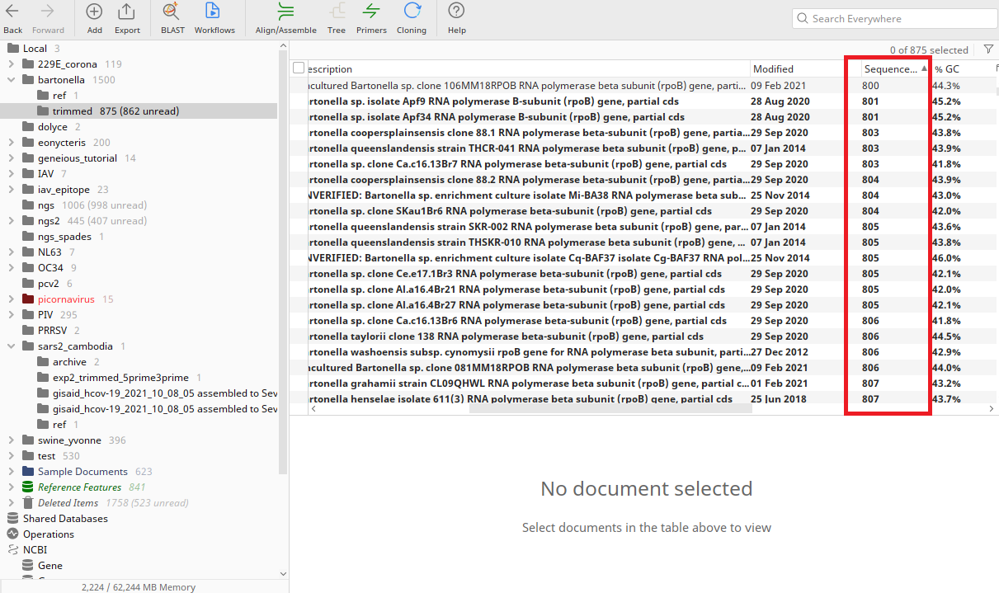 Back Forward Add Export BLAST Workflows Align/Assemble Tree Primers Cloning Help
Search Everywhere
Local 3
229E_corona 119
bartonella 1500
ref 1
trimmed 875 (862 unread)
dolyce 2
eonycteris 200
geneious_tutorial 14
IAV 7
iav_epitope 23
ngs 1006 (998 unread)
ngs2 445 (407 unread)
ngs_spades 1
NL63 7
OC34 9
pcv2 6
picornavirus 15
PIV 295
PRRSV 2
sars2_cambodia 1
archive 2
exp2_trimmed_5prime3prime 1
gisaid_hcov-19_2021_10_08_05 assembled to Sev
gisaid_hcov-19_2021_10_08_05 assembled to Sev
ref 1
swine_yvonne 396
test 530
Sample Documents 623
Reference Features 841
Deleted Items 1758 (523 unread)
Shared Databases
Operations
NCBI
Gene
2,224 / 62,244 MB Memory
0 of 875 selected
escription Modified Sequence... % GC
ncultured Bartonella sp. clone 106MM18RPOB RNA polymerase beta subunit (rpoB) gene, parti... 09 Feb 2021 800 44.3%
artonella sp. isolate Apf9 RNA polymerase B-subunit (rpoB) gene, partial cds 28 Aug 2020 801 45.2%
artonella sp. isolate Apf34 RNA polymerase B-subunit (rpoB) gene, partial cds 28 Aug 2020 801 45.2%
artonella coopersplainsensis clone 88.1 RNA polymerase beta-subunit (rpoB) gene, partia... 29 Sep 2020 803 43.8%
artonella queenslandensis strain THCR-041 RNA polymerase beta subunit (rpoB) gene, p... 07 Jan 2014 803 43.9%
artonella sp. clone Ca.c16.13Br7 RNA polymerase beta-subunit (rpoB) gene, partial cds 29 Sep 2020 803 41.8%
artonella coopersplainsensis clone 88.2 RNA polymerase beta-subunit (rpoB) gene, partia... 29 Sep 2020 804 43.9%
NVERIFIED: Bartonella sp. enrichment culture isolate Mi-BA38 RNA polymerase beta sub... 25 Nov 2014 804 43.0%
artonella sp. clone SKau1Br6 RNA polymerase beta-subunit (rpoB) gene, partial cds 29 Sep 2020 804 42.0%
artonella queenslandensis strain SKR-002 RNA polymerase beta subunit (rpoB) gene, par... 07 Jan 2014 805 43.6%
artonella queenslandensis strain THSKR-010 RNA polymerase beta subunit (rpoB) gene, ... 07 Jan 2014 805 43.8%
NVERIFIED: Bartonella sp. enrichment culture isolate Cq-BAF37 isolate Cg-BAF37 RNA pol... 25 Nov 2014 805 46.0%
artonella sp. clone Ce.e17.1Br3 RNA polymerase beta-subunit (rpoB) gene, partial cds 29 Sep 2020 805 42.1%
artonella sp. clone Al.a16.4Br21 RNA polymerase beta-subunit (rpoB) gene, partial cds 29 Sep 2020 805 42.0%
artonella sp. clone Al.a16.4Br27 RNA polymerase beta-subunit (rpoB) gene, partial cds 29 Sep 2020 805 42.1%
artonella sp. clone Ca.c16.13Br6 RNA polymerase beta-subunit (rpoB) gene, partial cds 29 Sep 2020 806 41.8%
artonella taylorii clone 138 RNA polymerase beta-subunit (rpoB) gene, partial cds 29 Sep 2020 806 44.5%
artonella washoensis subsp. cynomysii rpoB gene for RNA polymerase beta subunit, parti... 27 Dec 2012 806 42.9%
ncultured Bartonella sp. clone 081MM18RPOB RNA polymerase beta subunit (rpoB) gene,... 09 Feb 2021 806 44.0%
artonella grahamii strain CL09QHWL RNA polymerase beta subunit (rpoB) gene, partial c... 01 Feb 2021 807 43.2%
artonella henselae isolate 611(3) RNA polymerase beta subunit (rpoB) gene, partial cds 25 Jun 2018 807 43.7%
No document selected
Select documents in the table above to view